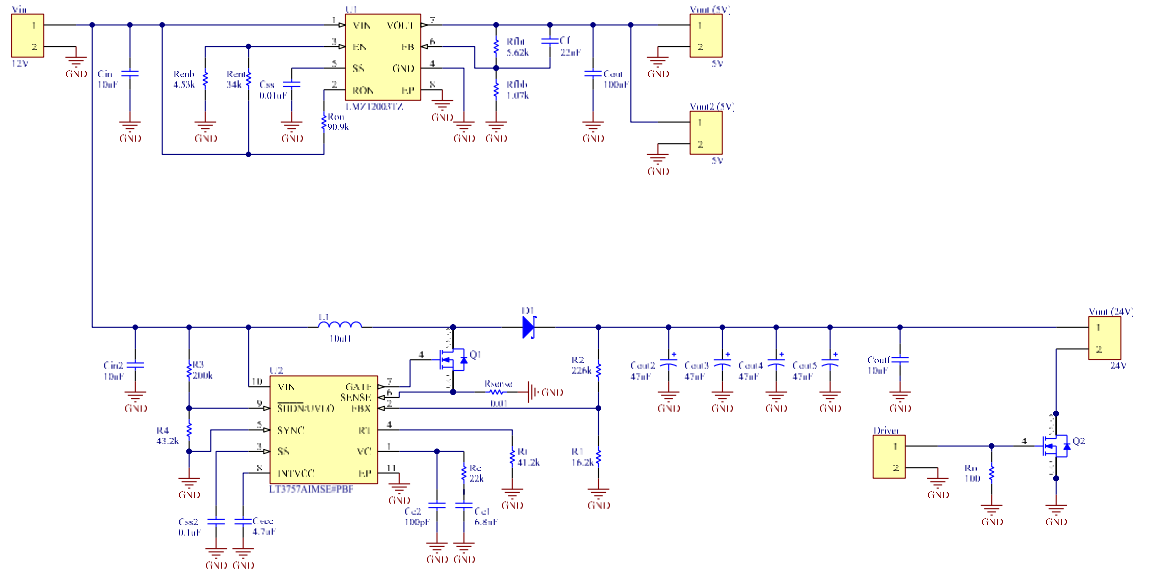 Vin
1
2
12V
GND
Cin
10uF
GND
Renb
4.53k
GND
Rent
34k
Css
0.01uF
GND
Ron
90.9k
U1
1
VIN
VOUT
7
3
EN
FB
6
5
SS
GND
4
2
RON
EP
8
LMZ12003TZ
GND
GND
Rfbt
5.62k
Cf
22nF
Rfbb
1.07k
GND
Cout
100uF
GND
Vout (5V)
1
2
5V
GND
Vout2 (5V)
1
2
5V
GND
Cin2
10uF
GND
R3
200k
R4
43.2k
GND
L1
10uH
D1
Q1
4
Rsense
0.01
GND
U2
10
VIN
GATE
7
SENSE
6
9
SHDN/UVLO
FBX
2
5
SYNC
RT
4
3
SS
VC
1
8
INTVCC
EP
11
LT3757AIMSE#PBF
GND
Css2
0.1uF
GND
Cvcc
4.7uF
GND
Cc2
100pF
GND
Rc
22k
Cc1
6.8nF
GND
Rt
41.2k
GND
R2
226k
R1
16.2k
GND
Cout2
47uF
GND
Cout3
47uF
GND
Cout4
47uF
GND
Cout5
47uF
GND
Coutf
10uF
GND
Vout (24V)
1
2
24V
Driver
1
2
GND
Rn
100
GND
4
Q2
GND